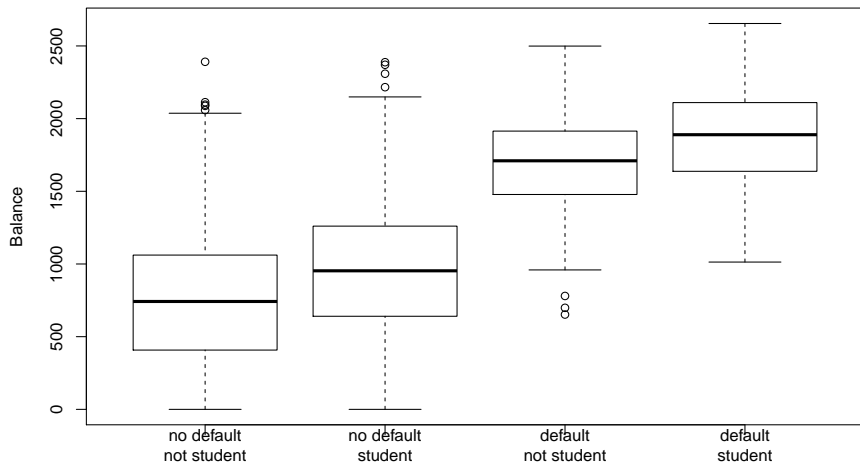 2500
2000
1500
1000
500
0
Balance
no default
not student
no default
student
default
not student
default
student